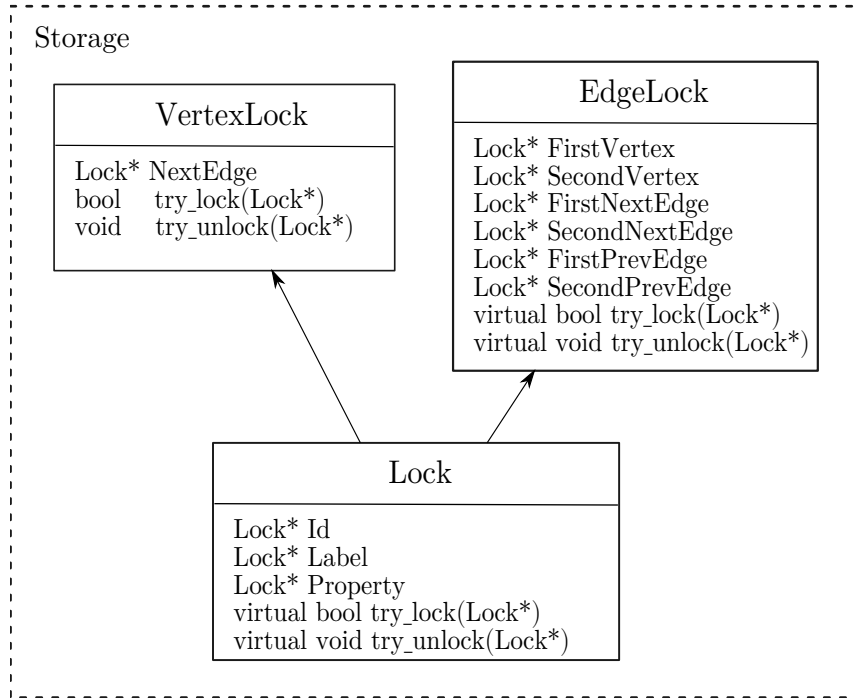 Storage
VertexLock
Lock* NextEdge
bool try_lock(Lock*)
void try_unlock(Lock*)
EdgeLock
Lock* FirstVertex
Lock* SecondVertex
Lock* FirstNextEdge
Lock* SecondNextEdge
Lock* FirstPrevEdge
Lock* SecondPrevEdge
virtual bool try_lock(Lock*)
virtual void try_unlock(Lock*)
Lock
Lock* Id
Lock* Label
Lock* Property
virtual bool try_lock(Lock*)
virtual void try_unlock(Lock*)